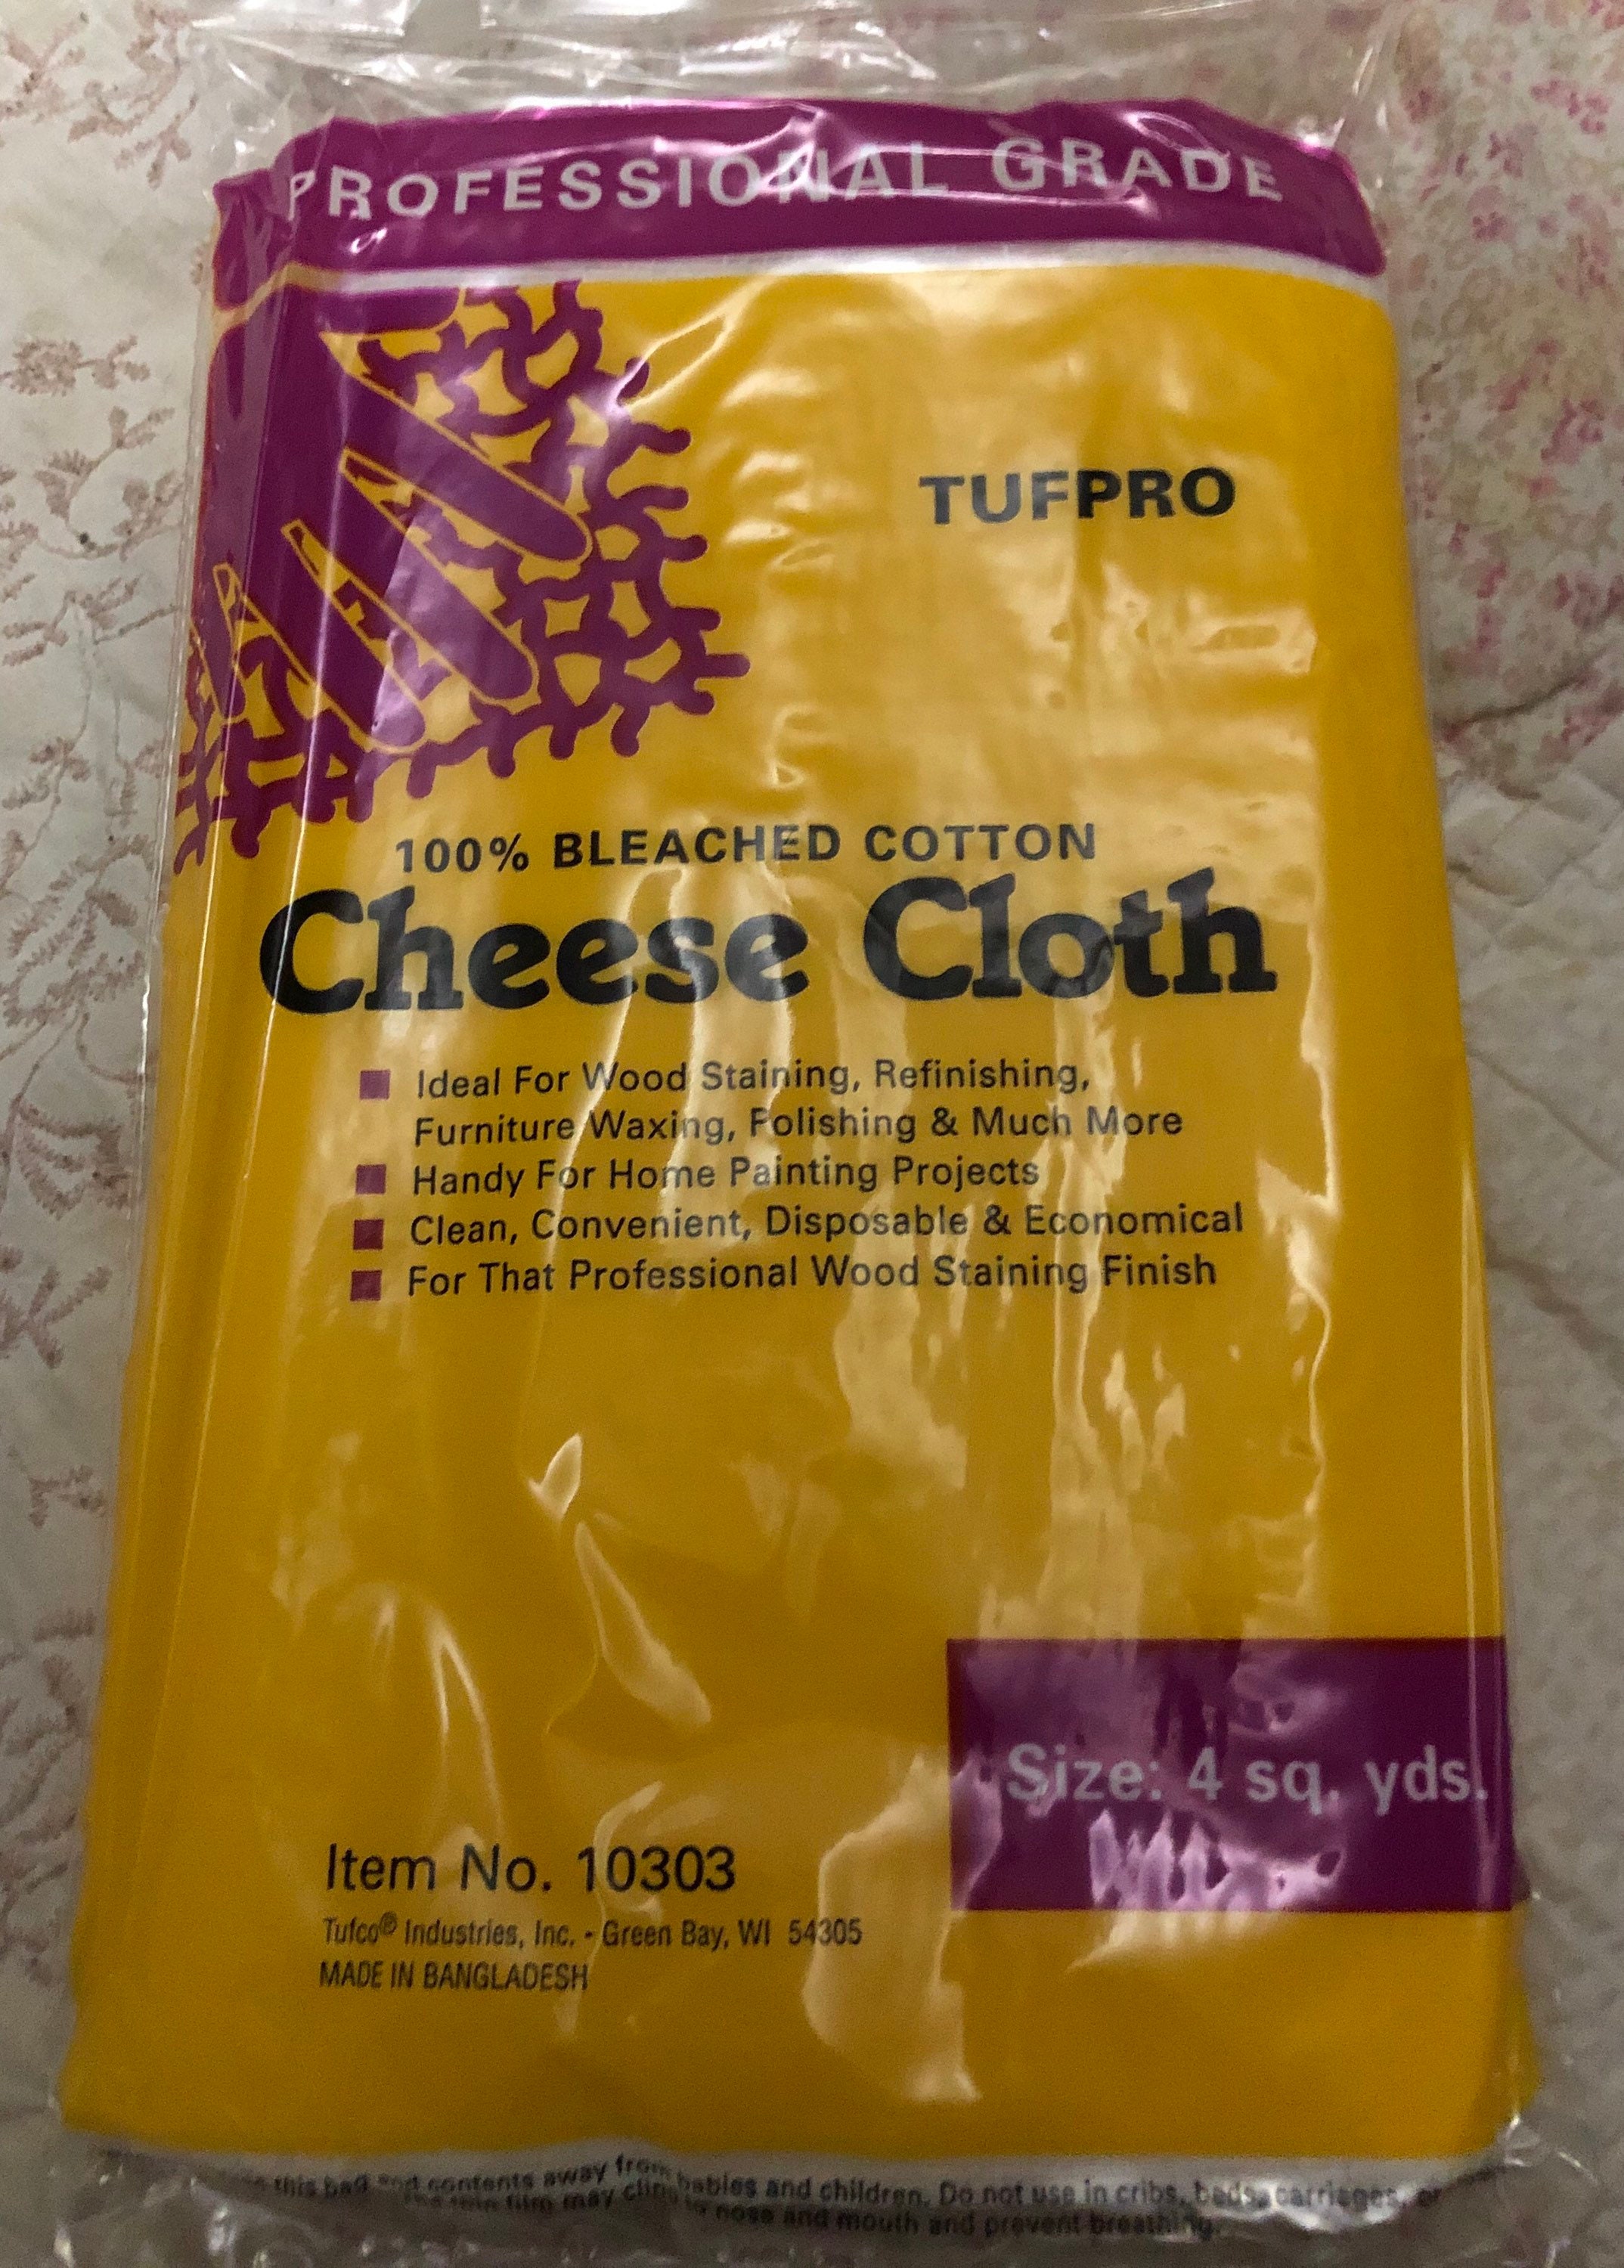 PROFESSIONAL GRADE
TUFPRO
100% BLEACHED COTTON
Cheese Cloth
Ideal For Wood Staining, Refinishing,
Furniture Waxing, Polishing & Much More
Handy For Home Painting Projects
Clean, Convenient, Disposable & Economical
For That Professional Wood Staining Finish
Size: 4 sq. yds.
Item No. 10303
Tufco® Industries, Inc. - Green Bay, WI 54305
MADE IN BANGLADESH
this bag and contents away from babies and children. Do not use in cribs, beds, carriages, or
thin film may cling to nose and mouth and prevent breathing.